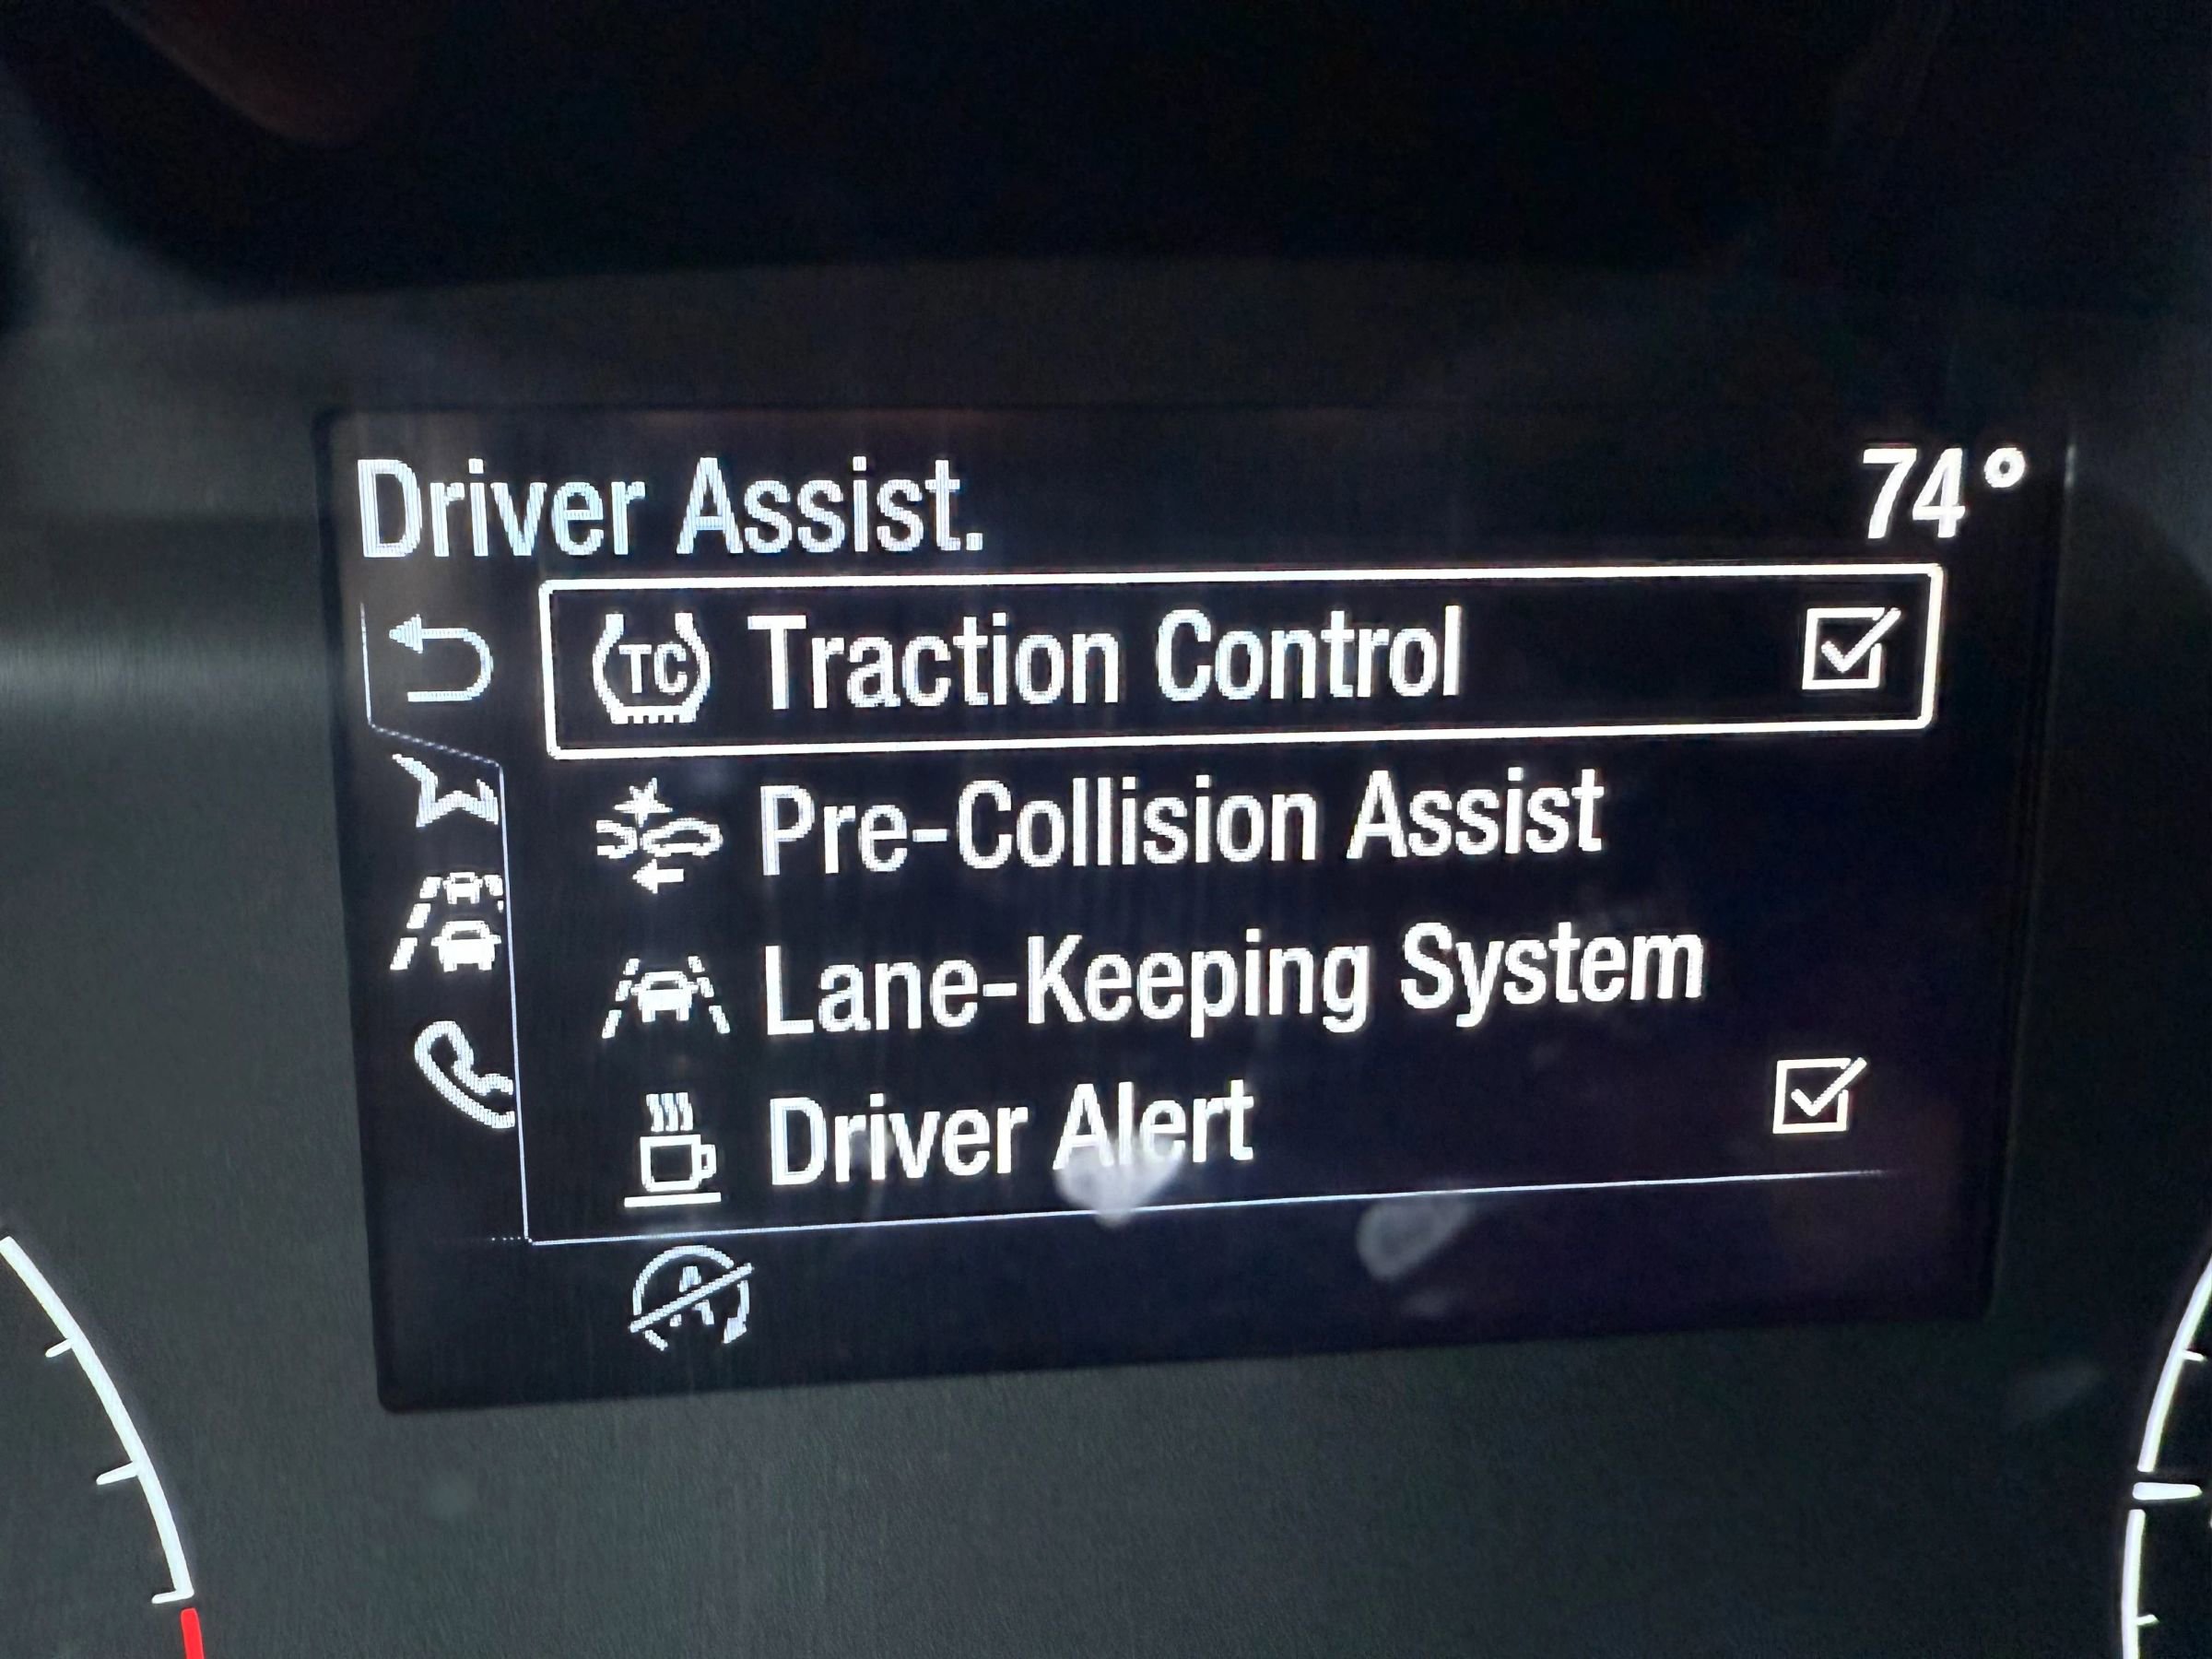 Driver Assist. 74°
TC Traction Control
Pre-Collision Assist
Lane-Keeping System
Driver Alert
A